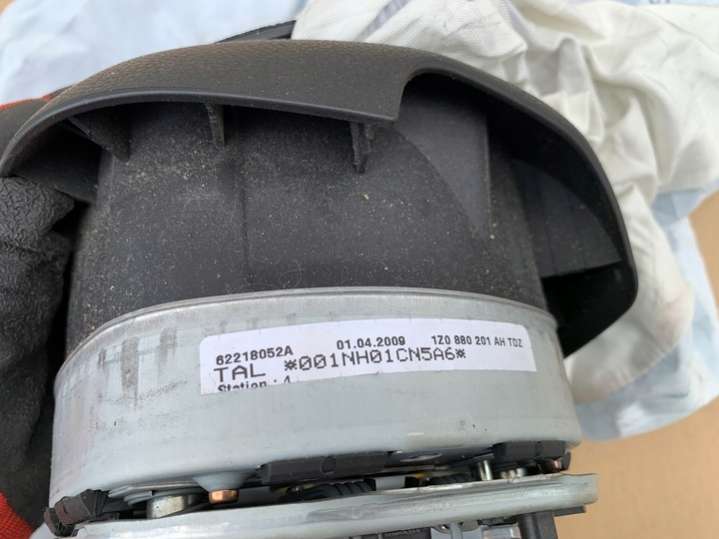 62218052A 01.04.2009 1Z0 880 201 AH TDZ
TAL *001NH01CN5A6*
Station : 4